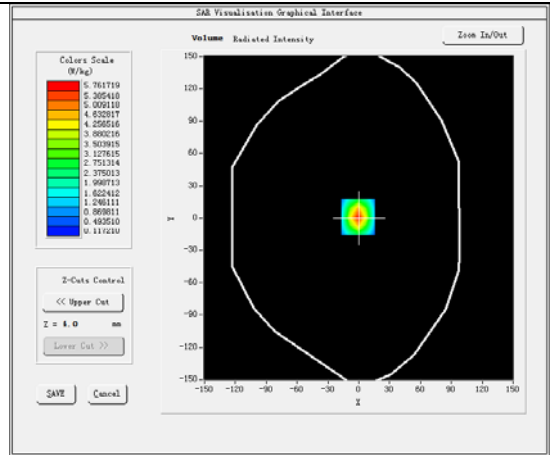 SAR Visualisation Graphical Interface
Volume Radiated Intensity
Zoom In/Out
Colors Scale
(W/kg)
5.761719
5.385418
5.009118
4.632817
4.256516
3.880216
3.503915
3.127615
2.751314
2.375013
1.998713
1.622412
1.246111
0.869811
0.493510
0.117210
Z-Cuts Control
<< Upper Cut
Z = 4.0 mm
Lower Cut >>
SAVE Cancel
150
120
90
60
30
0
-30
-60
-90
-120
-150
Y
-150 -120 -90 -60 -30 0 30 60 90 120 150
X